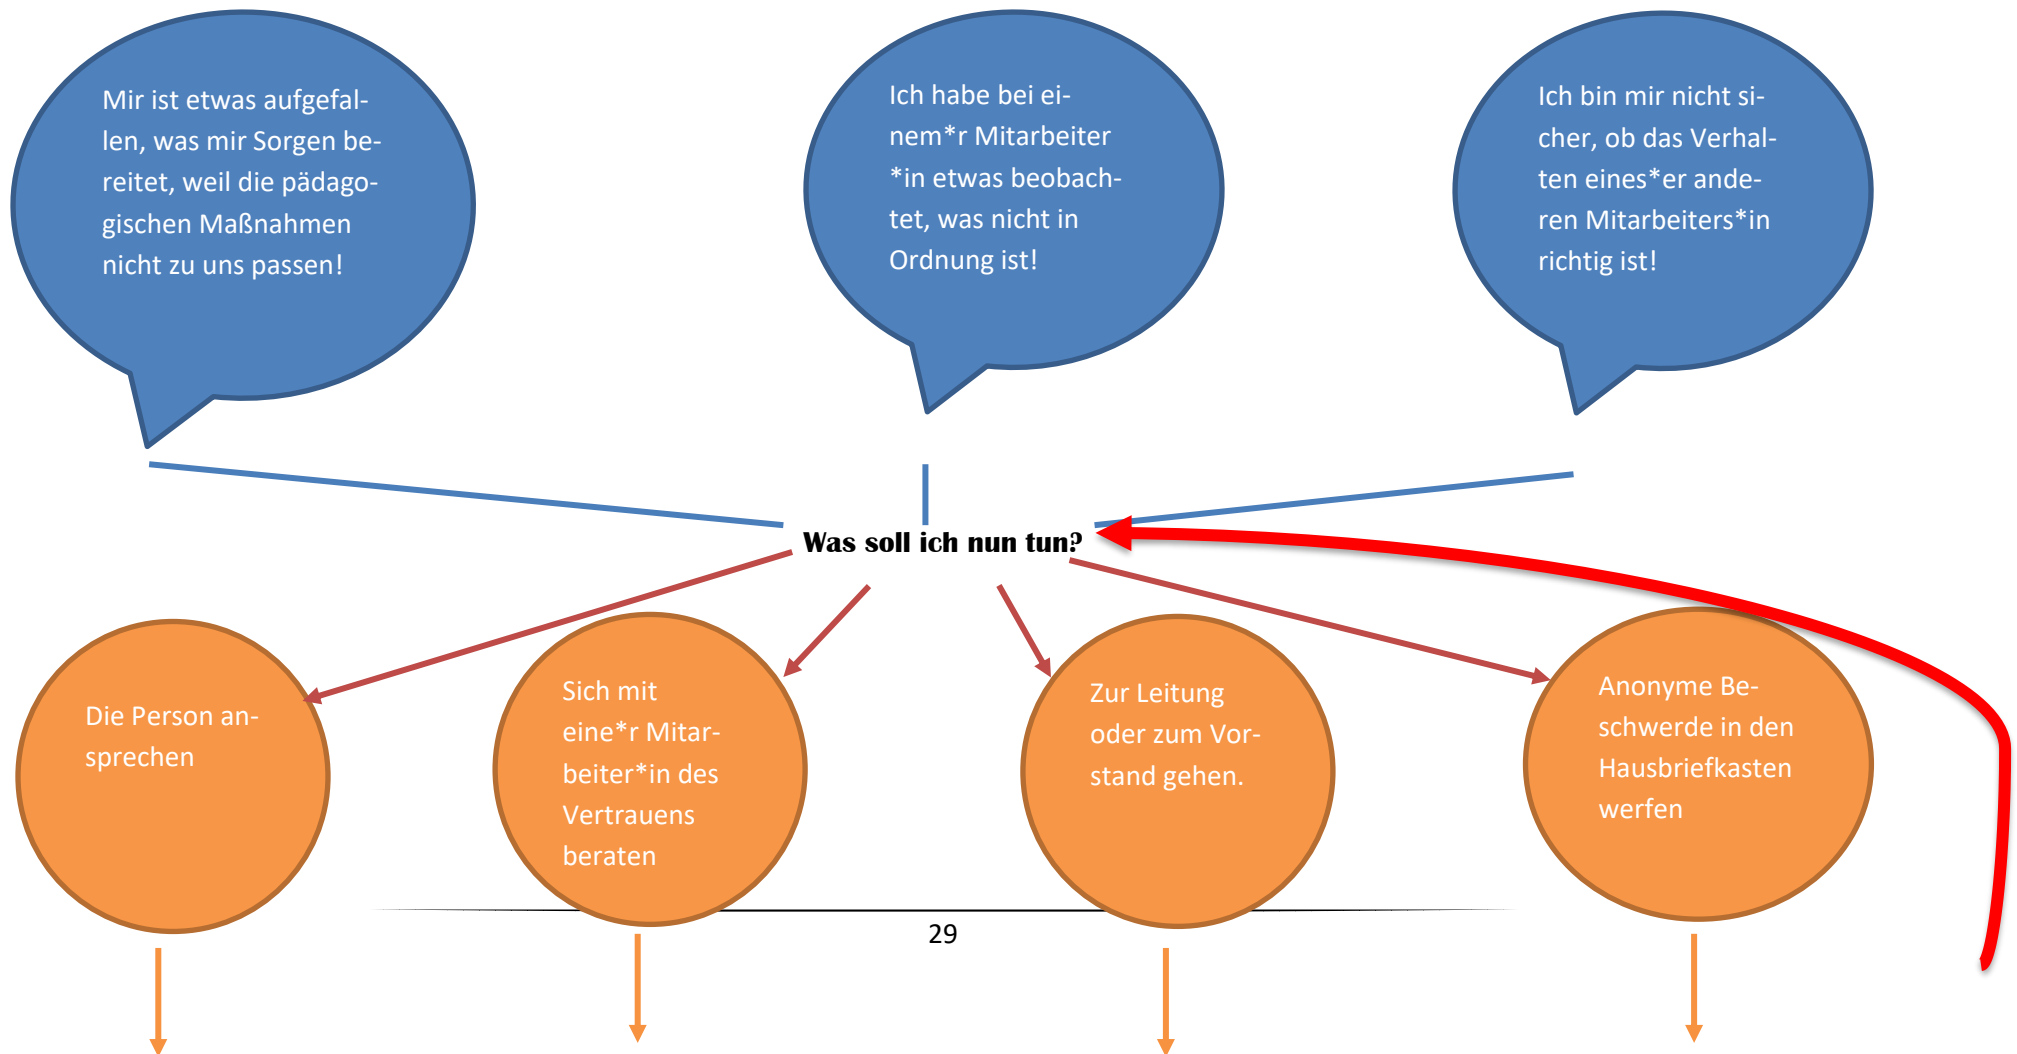 Mir ist etwas aufgefal-
len, was mir Sorgen be-
reitet, weil die pädago-
gischen Maßnahmen
nicht zu uns passen!
Ich habe bei ei-
nem*r Mitarbeiter
*in etwas beobach-
tet, was nicht in
Ordnung ist!
Ich bin mir nicht si-
cher, ob das Verhal-
ten eines*er ande-
ren Mitarbeiters*in
richtig ist!
Was soll ich nun tun?
Die Person an-
sprechen
Sich mit
eine*r Mitar-
beiter*in des
Vertrauens
beraten
Zur Leitung
oder zum Vor-
stand gehen.
Anonyme Be-
schwerde in den
Hausbriefkasten
werfen
29